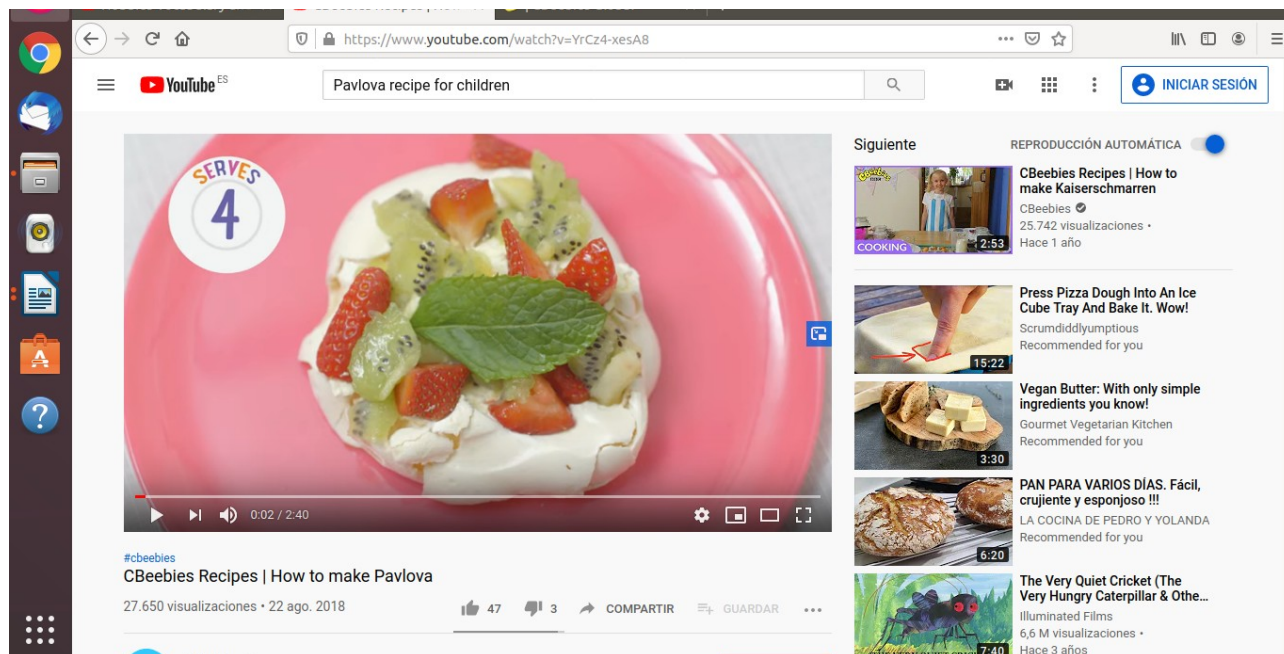 https://www.youtube.com/watch?v=YrCz4-xesA8
YouTube ES
Pavlova recipe for children
INICIAR SESIÓN
SERVES
4
0:02 / 2:40
#cbeebies
CBeebies Recipes | How to make Pavlova
27.650 visualizaciones • 22 ago. 2018
47
3
COMPARTIR
GUARDAR
Siguiente
REPRODUCCIÓN AUTOMÁTICA
COOKING
2:53
CBeebies Recipes | How to
make Kaiserschmarren
CBeebies
25.742 visualizaciones •
Hace 1 año
15:22
Press Pizza Dough Into An Ice
Cube Tray And Bake It. Wow!
Scrumdiddlyumptious
Recommended for you
3:30
Vegan Butter: With only simple
ingredients you know!
Gourmet Vegetarian Kitchen
Recommended for you
6:20
PAN PARA VARIOS DÍAS. Fácil,
crujiente y esponjoso !!!
LA COCINA DE PEDRO Y YOLANDA
Recommended for you
7:40
The Very Quiet Cricket (The
Very Hungry Caterpillar & Othe...
Illuminated Films
6,6 M visualizaciones •
Hace 3 años